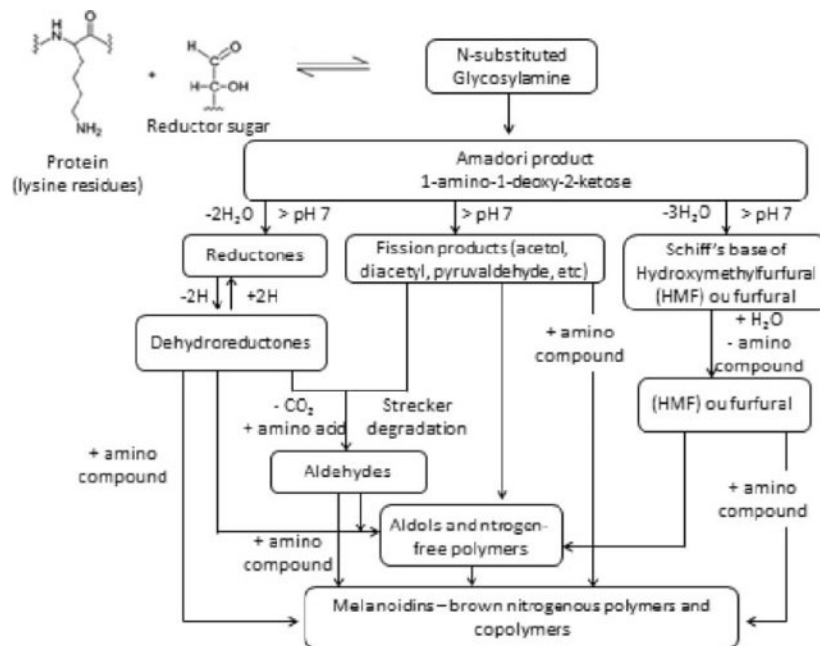 H
N
O
NH₂
Protein
(lysine residues)
+
H
O
H-C-OH
Reductor sugar
N-substituted
Glycosylamine
Amadori product
1-amino-1-deoxy-2-ketose
-2H₂O
> pH 7
> pH 7
-3H₂O
> pH 7
Reductones
Fission products (acetol,
diacetyl, pyruvaldehyde, etc)
Schiff's base of
Hydroxymethylfurfural
(HMF) ou furfural
-2H
+2H
Dehydroreductones
+ amino
compound
+ H₂O
- amino
compound
- CO₂
+ amino acid
Strecker
degradation
(HMF) ou furfural
+ amino
compound
Aldehydes
+ amino
compound
+ amino
compound
Aldols and ntrogen-
free polymers
Melanoidins – brown nitrogenous polymers and
copolymers